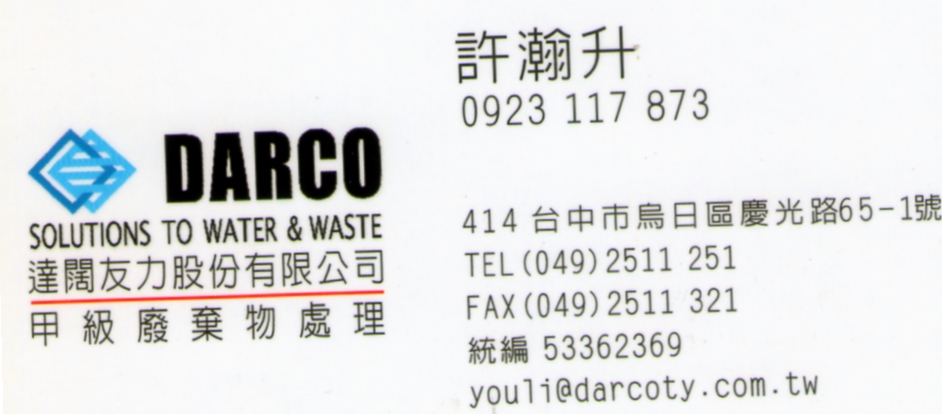 許瀚升
0923 117 873
DARCO
SOLUTIONS TO WATER & WASTE
達闊友力股份有限公司
甲級廢棄物處理
414 台中市烏日區慶光路65-1號
TEL(049)2511 251
FAX(049)2511 321
統編 53362369
youli@darcoty.com.tw